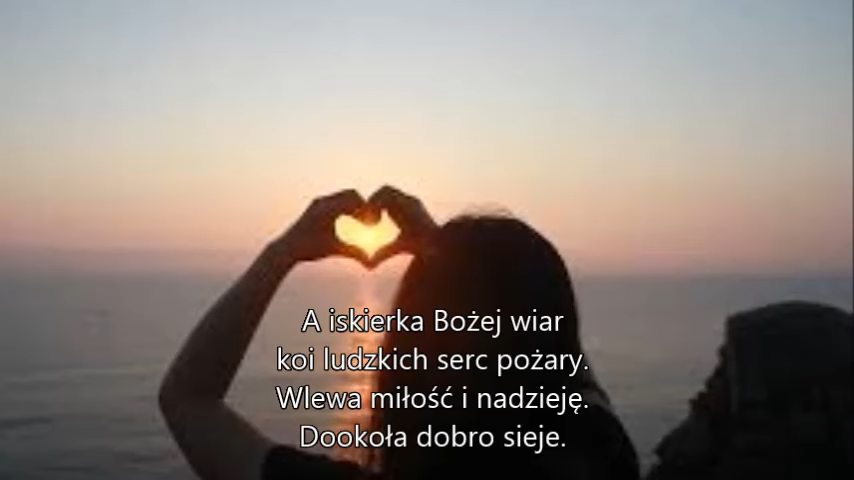 A iskierka Bożej wiar
koi ludzkich serc pożary.
Wlewa miłość i nadzieję.
Dookoła dobro sieje.